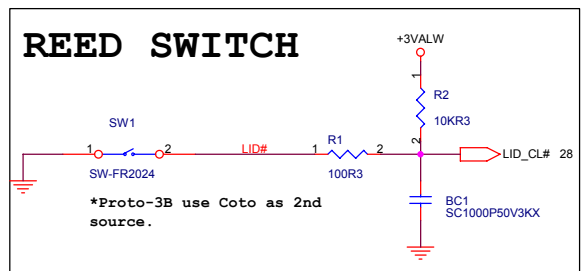 REED SWITCH
+3VALW
1
R2
10KR3
2
SW1
1
2
LID#
1
R1
2
LID_CL# 28
SW-FR2024
100R3
*Proto-3B use Coto as 2nd
source.
BC1
SC1000P50V3KX